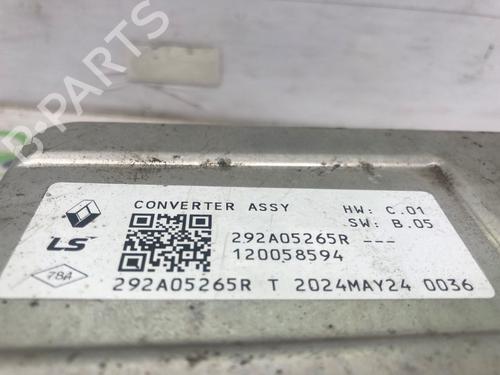 B-PARTS
CONVERTER ASSY
HW: C.01
SW: B.05
LS
292A05265R ---
120058594
78A
292A05265R T 2024MAY24 0036